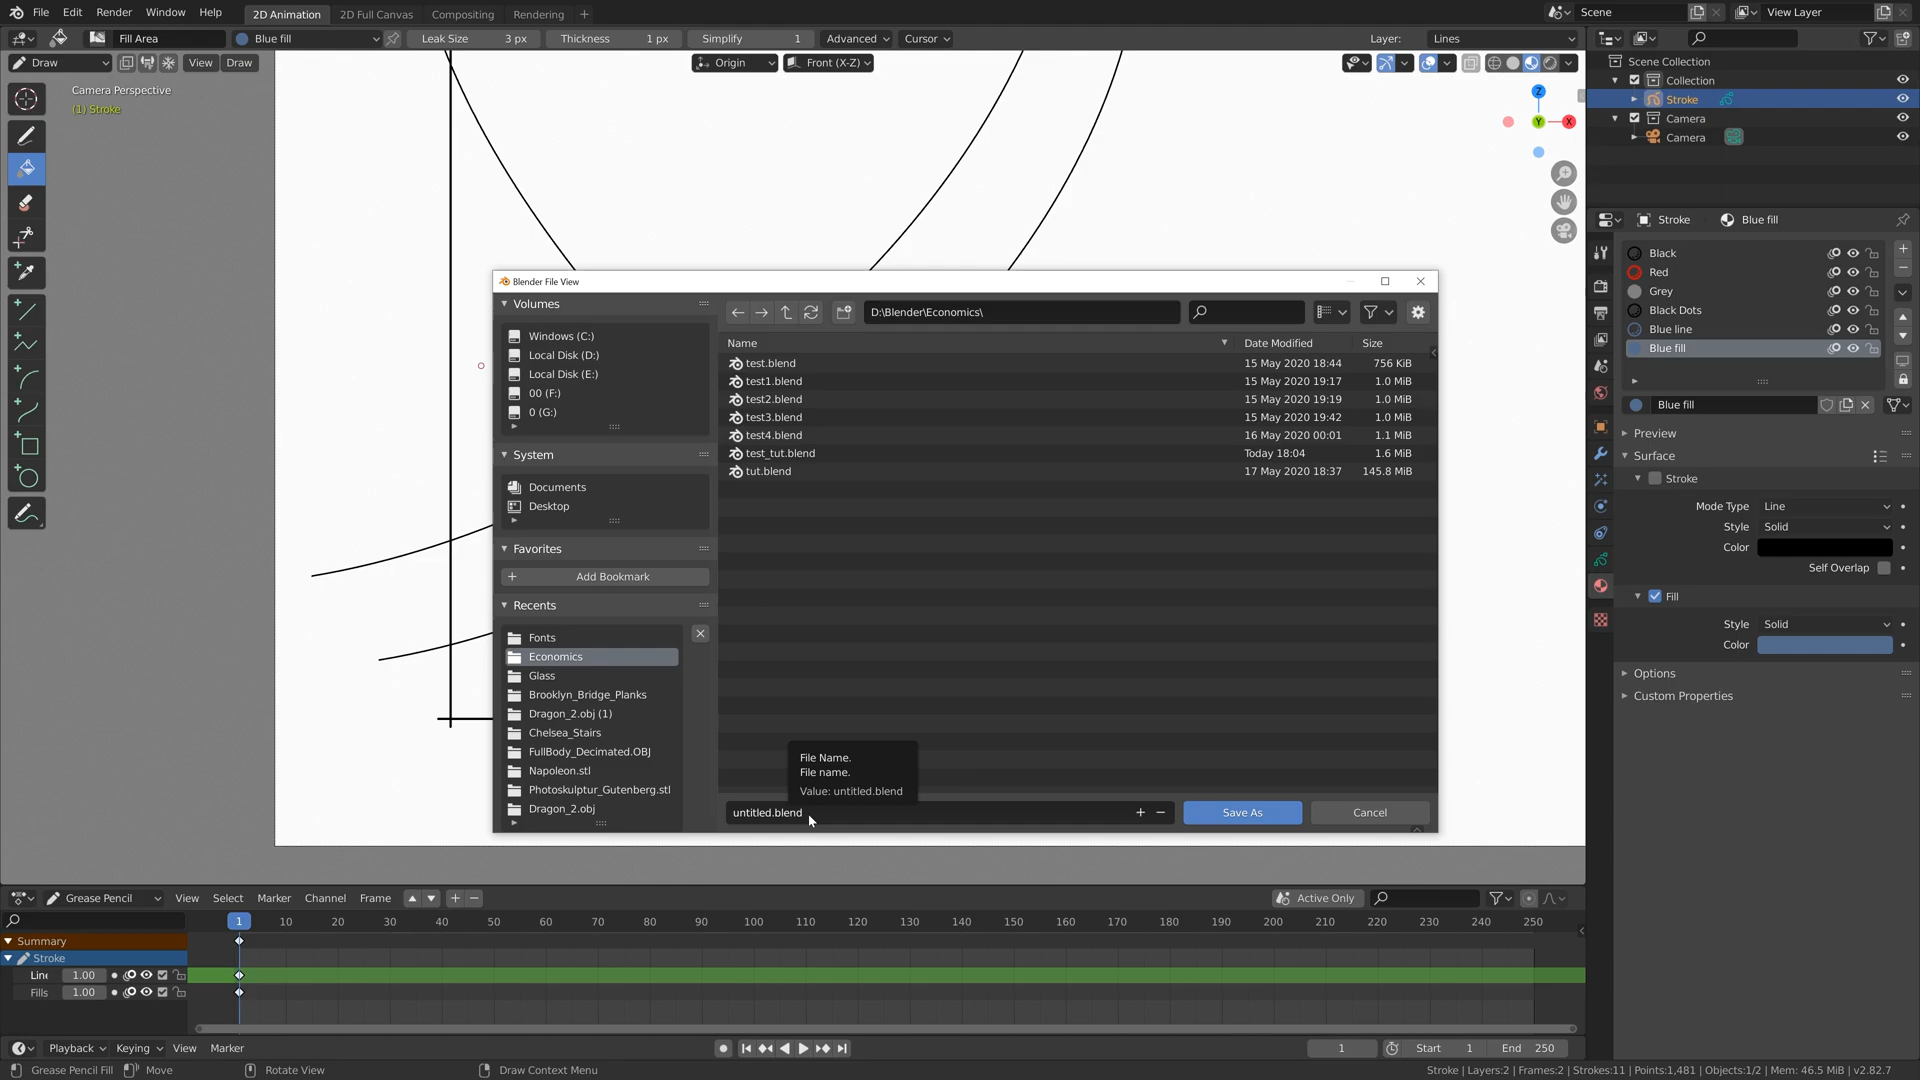 File Edit Render Window Help 2D Animation 2D Full Canvas Compositing Rendering + Scene View Layer
Fill Area Blue fill Leak Size 3 px Thickness 1 px Simplify 1 Advanced Cursor Layer: Lines
Draw View Draw Origin Front (X-Z)
Camera Perspective
(1) Stroke
Z
Y
X
Scene Collection
Collection
Stroke
Camera
Camera
Stroke Blue fill
Black
Red
Grey
Black Dots
Blue line
Blue fill
Blue fill
Preview
Surface
Stroke
Mode Type Line
Style Solid
Color
Self Overlap
Fill
Style Solid
Color
Options
Custom Properties
Blender File View
Volumes
Windows (C:)
Local Disk (D:)
Local Disk (E:)
00 (F:)
0 (G:)
System
Documents
Desktop
Favorites
Add Bookmark
Recents
Fonts
Economics
Glass
Brooklyn_Bridge_Planks
Dragon_2.obj (1)
Chelsea_Stairs
FullBody_Decimated.OBJ
Napoleon.stl
Photoskulptur_Gutenberg.stl
Dragon_2.obj
D:\Blender\Economics\
Name Date Modified Size
test.blend 15 May 2020 18:44 756 KiB
test1.blend 15 May 2020 19:17 1.0 MiB
test2.blend 15 May 2020 19:19 1.0 MiB
test3.blend 15 May 2020 19:42 1.0 MiB
test4.blend 16 May 2020 00:01 1.1 MiB
test_tut.blend Today 18:04 1.6 MiB
tut.blend 17 May 2020 18:37 145.8 MiB
File Name.
File name.
Value: untitled.blend
untitled.blend Save As Cancel
Grease Pencil View Select Marker Channel Frame Active Only
1 10 20 30 40 50 60 70 80 90 100 110 120 130 140 150 160 170 180 190 200 210 220 230 240 250
Summary
Stroke
Line 1.00
Fills 1.00
Playback Keying View Marker 1 Start 1 End 250
Grease Pencil Fill Move Rotate View Draw Context Menu Stroke | Layers:2 | Frames:2 | Strokes:11 | Points:1,481 | Objects:1/2 | Mem: 46.5 MiB | v2.82.7